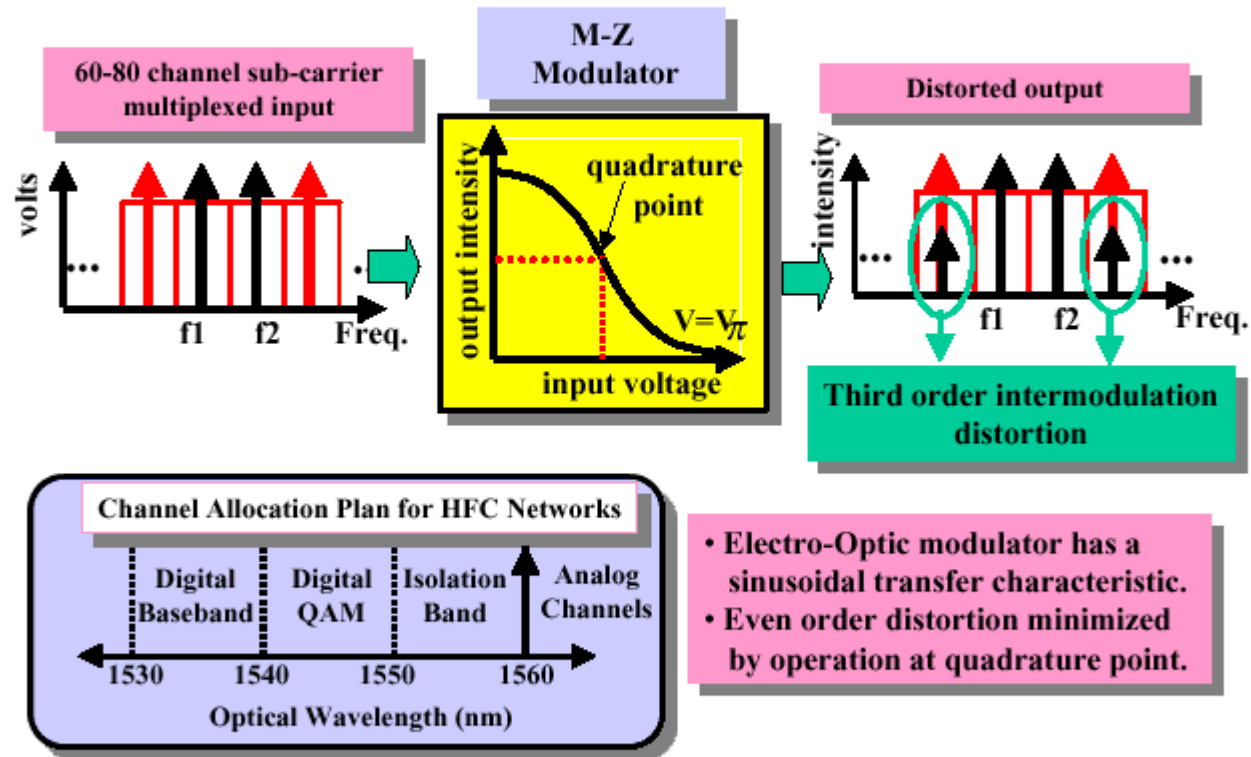 60-80 channel sub-carrier
multiplexed input
volts
...
...
f1
f2
Freq.
M-Z
Modulator
output intensity
quadrature
point
V=Vπ
input voltage
Distorted output
intensity
...
...
f1
f2
Freq.
Third order intermodulation
distortion
Channel Allocation Plan for HFC Networks
Digital
Baseband
Digital
QAM
Isolation
Band
Analog
Channels
1530
1540
1550
1560
Optical Wavelength (nm)
• Electro-Optic modulator has a
sinusoidal transfer characteristic.
• Even order distortion minimized
by operation at quadrature point.